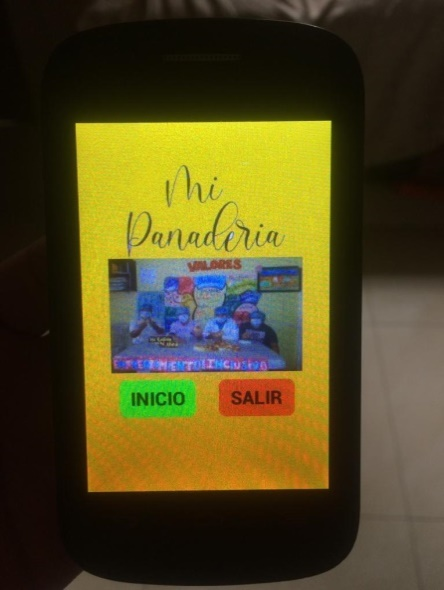 Mi
Panaderia
VALORES
INICIO
SALIR